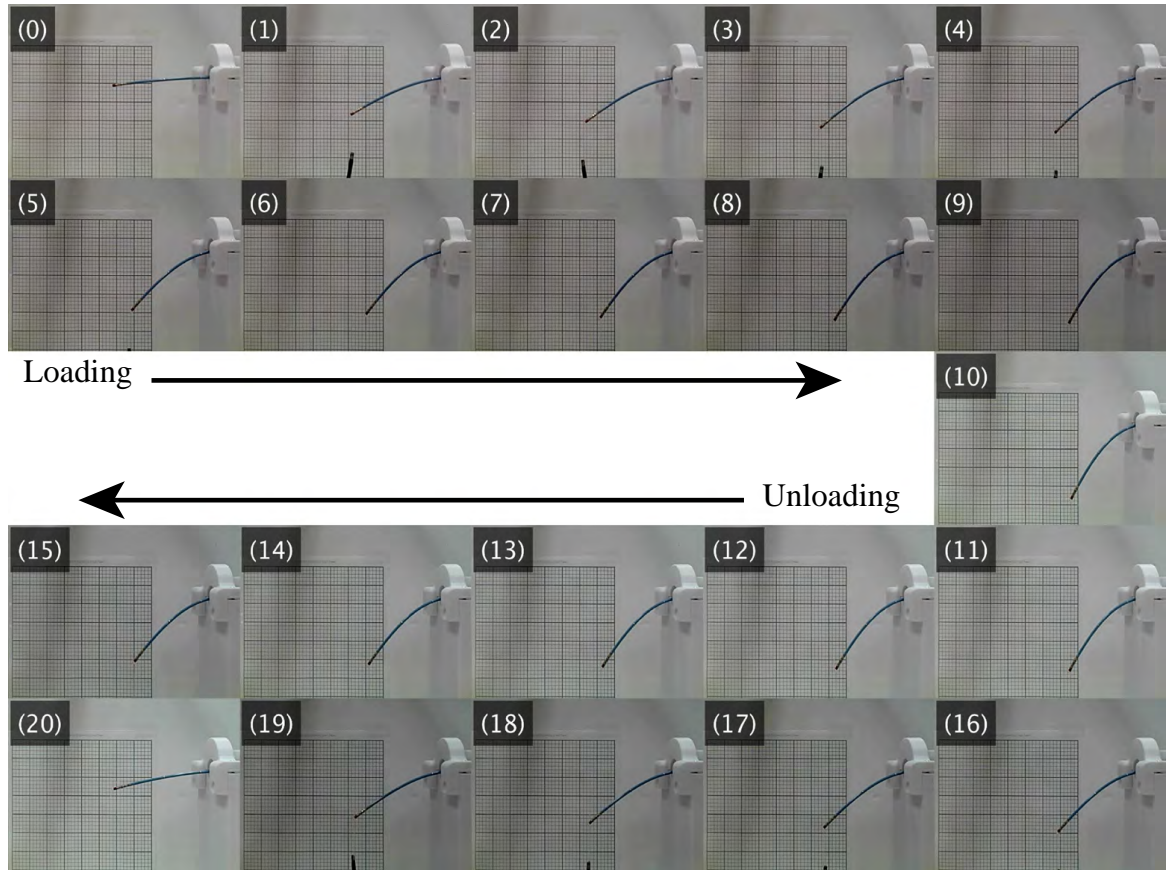 (0) (1) (2) (3) (4)
(5) (6) (7) (8) (9)
Loading
(10)
Unloading
(15) (14) (13) (12) (11)
(20) (19) (18) (17) (16)